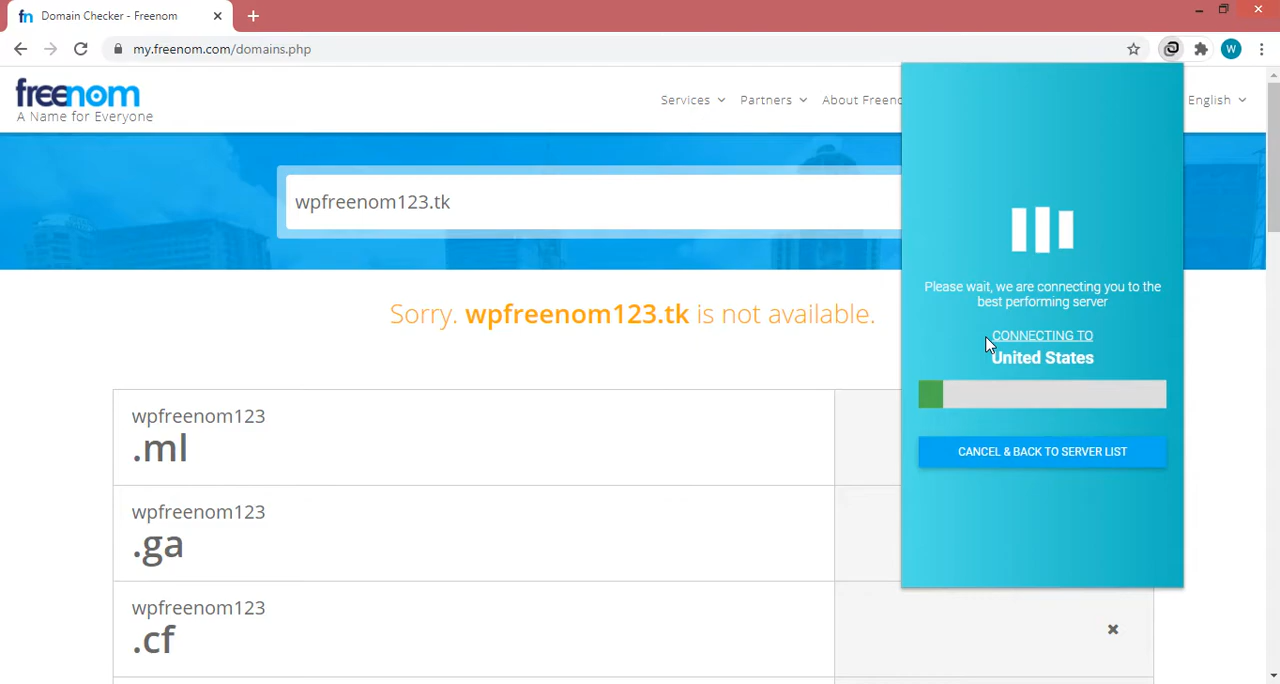 Domain Checker - Freenom
my.freenom.com/domains.php
W
freenom
A Name for Everyone
Services
Partners
About Freeno
English
wpfreenom123.tk
Sorry. wpfreenom123.tk is not available.
wpfreenom123
.ml
wpfreenom123
.ga
wpfreenom123
.cf
Please wait, we are connecting you to the
best performing server
CONNECTING TO
United States
CANCEL & BACK TO SERVER LIST